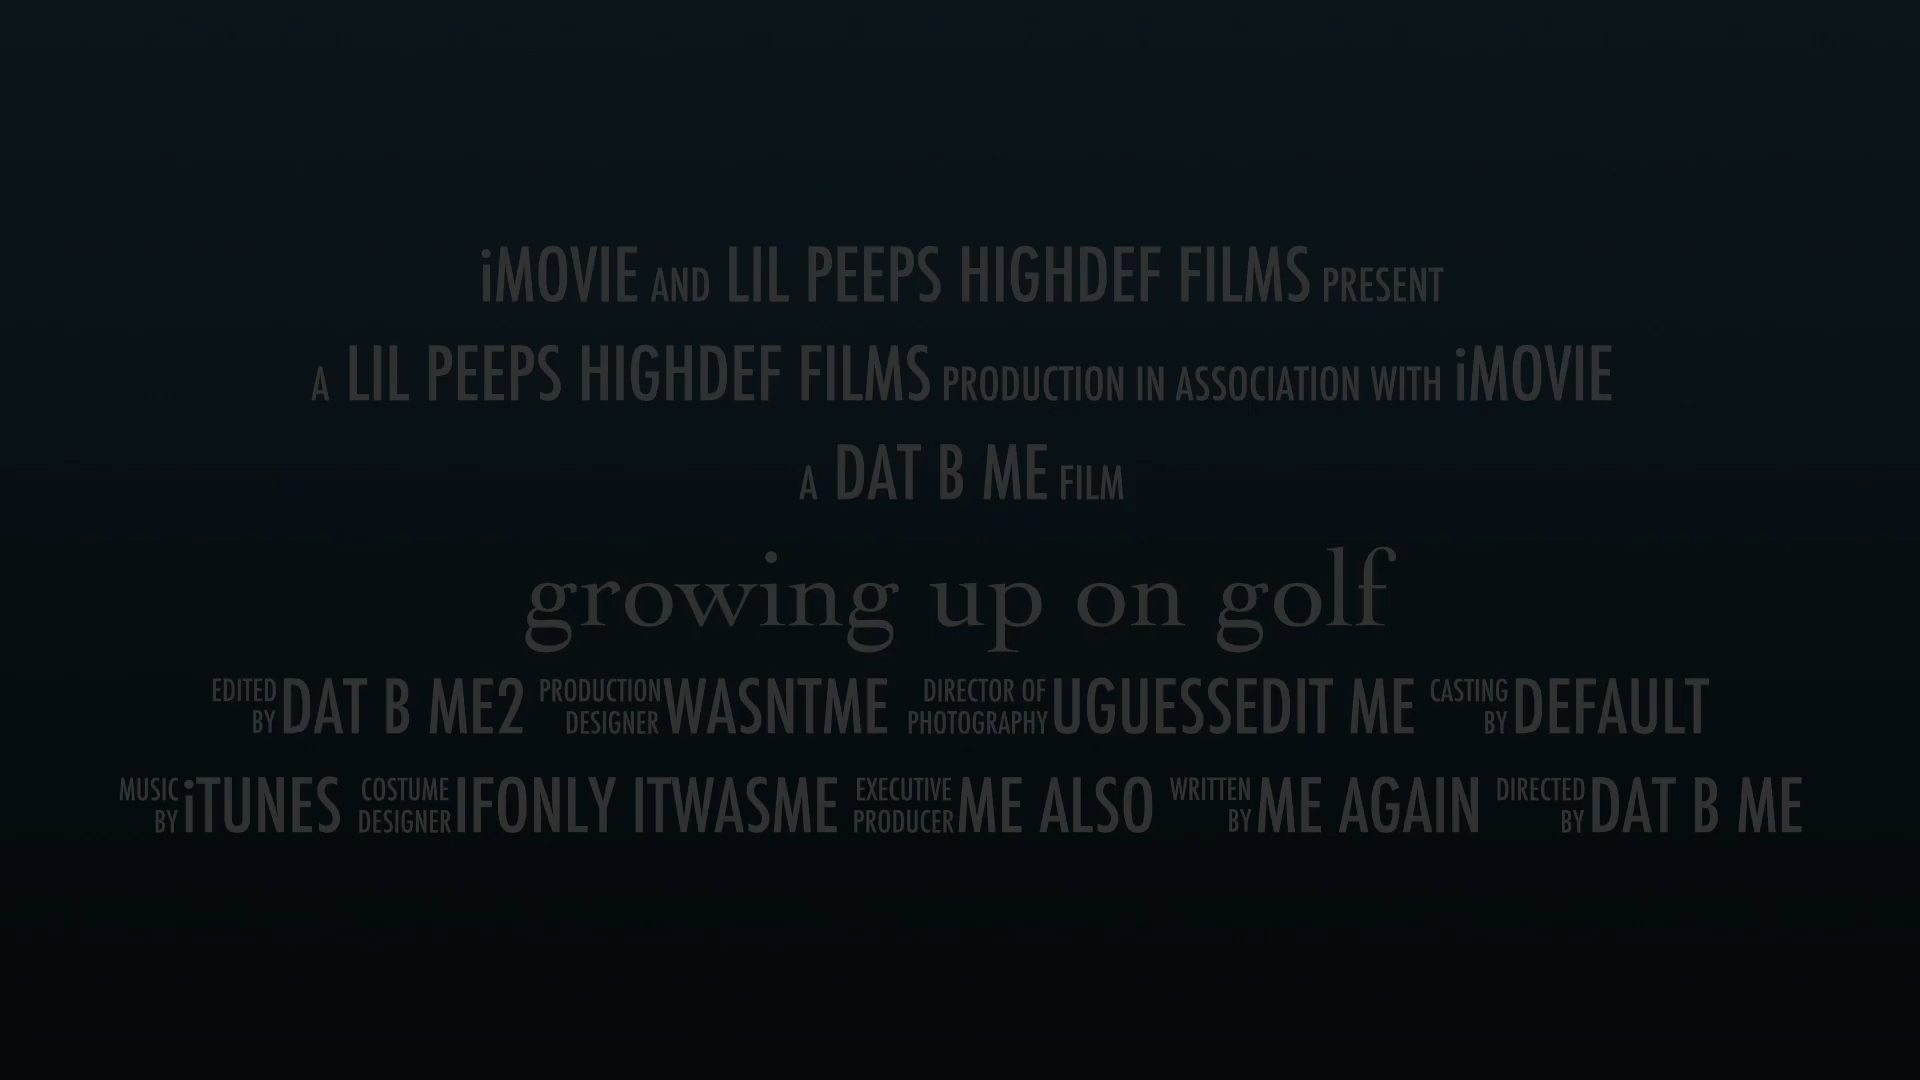 iMOVIE AND LIL PEEPS HIGHDEF FILMS PRESENT
A LIL PEEPS HIGHDEF FILMS PRODUCTION IN ASSOCIATION WITH iMOVIE
A DAT B ME FILM
growing up on golf
EDITED BY DAT B ME2 PRODUCTION DESIGNER WASNTME DIRECTOR OF PHOTOGRAPHY UGUESSEDIT ME CASTING BY DEFAULT
MUSIC BY iTUNES COSTUME DESIGNER IFONLY ITWASME EXECUTIVE PRODUCER ME ALSO WRITTEN BY ME AGAIN DIRECTED BY DAT B ME